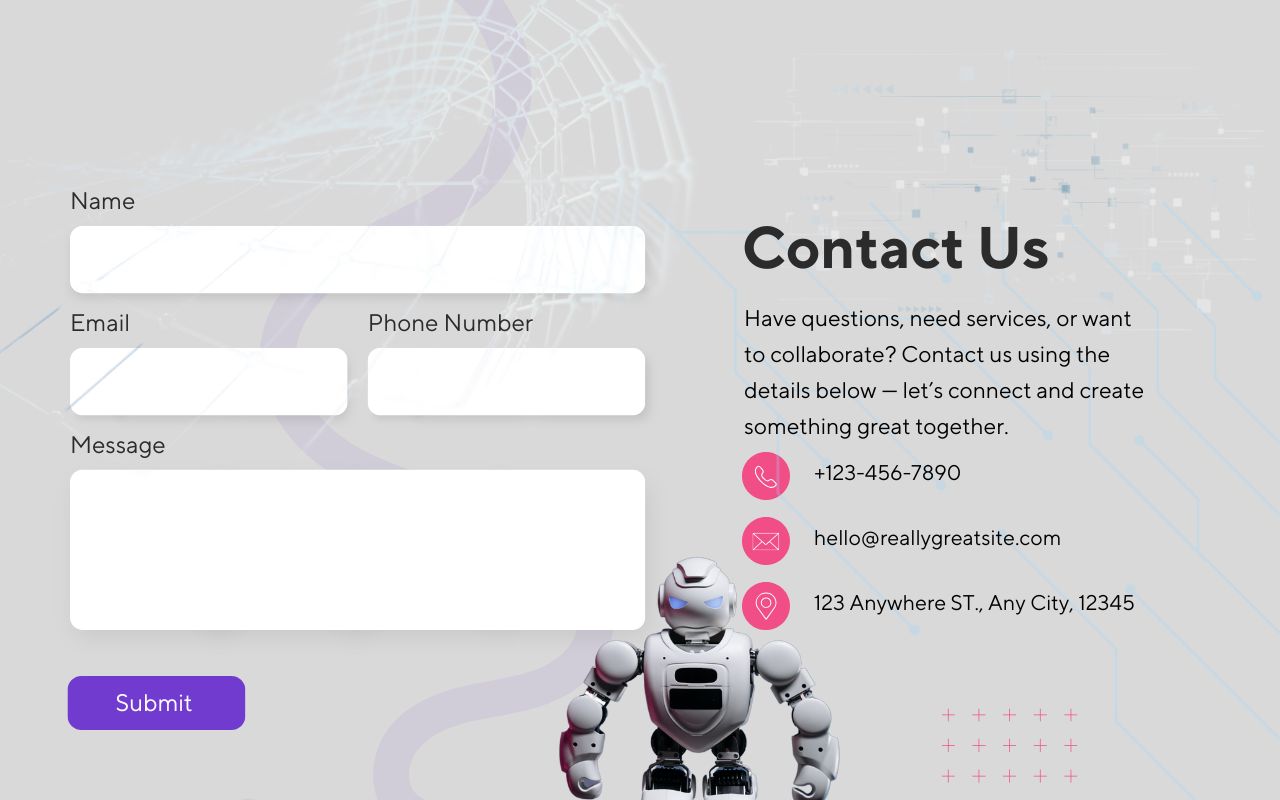 Name
Email
Phone Number
Message
Submit
Contact Us
Have questions, need services, or want
to collaborate? Contact us using the
details below — let’s connect and create
something great together.
+123-456-7890
hello@reallygreatsite.com
123 Anywhere ST., Any City, 12345